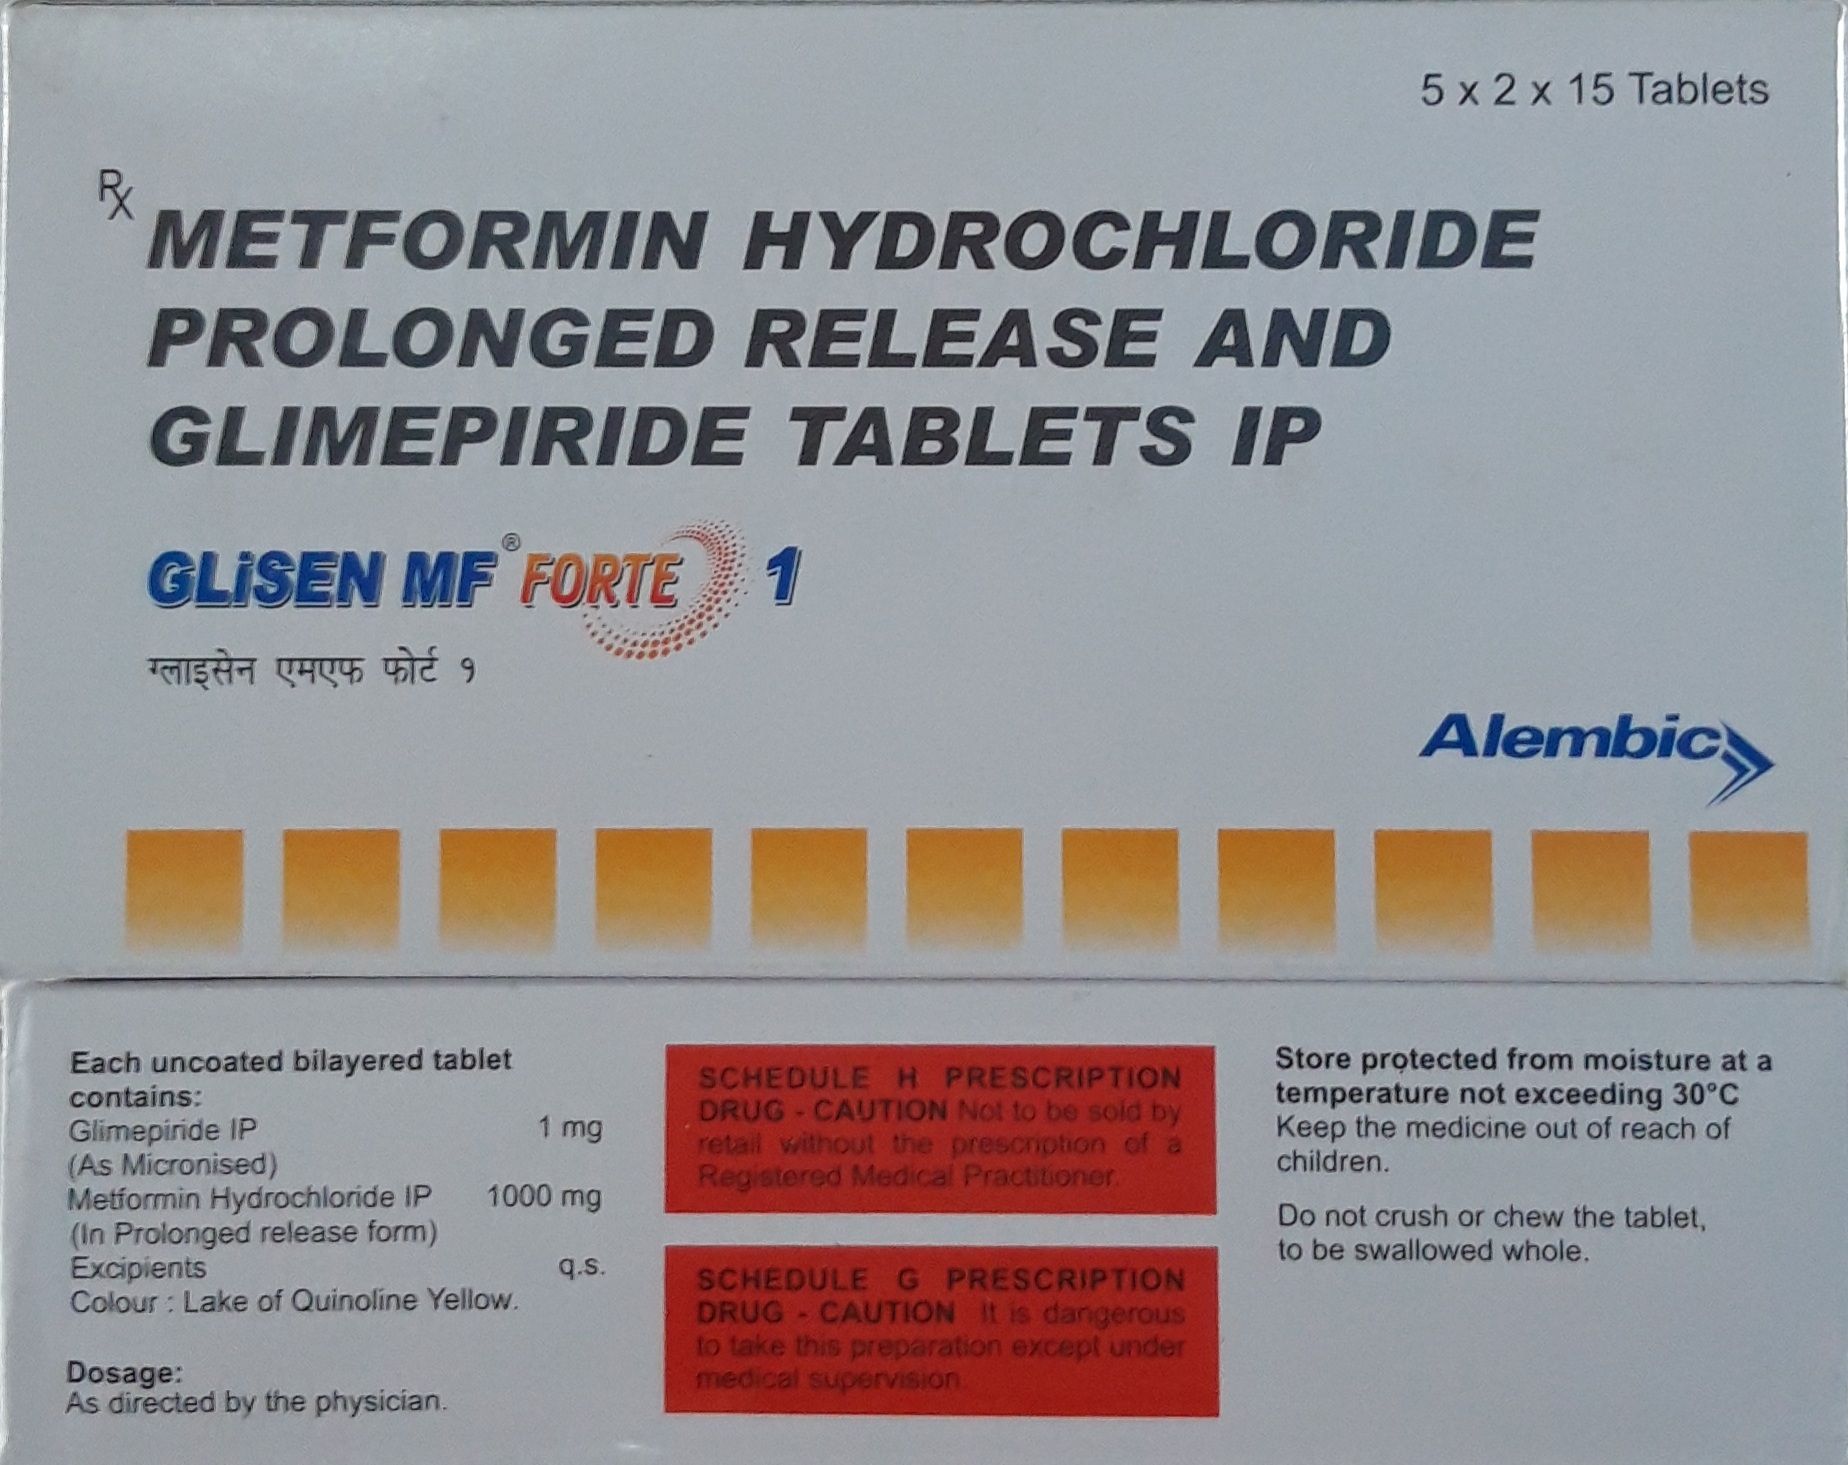 5 x 2 x 15 Tablets
Rx METFORMIN HYDROCHLORIDE
PROLONGED RELEASE AND
GLIMEPIRIDE TABLETS IP
GLiSEN MF® FORTE 1
ग्लाइसेन एमएफ फोर्ट १
Alembic
Each uncoated bilayered tablet
contains:
Glimepiride IP 1 mg
(As Micronised)
Metformin Hydrochloride IP 1000 mg
(In Prolonged release form)
Excipients q.s.
Colour : Lake of Quinoline Yellow.
Dosage:
As directed by the physician.
SCHEDULE H PRESCRIPTION
DRUG - CAUTION Not to be sold by
retail without the prescription of a
Registered Medical Practitioner.
SCHEDULE G PRESCRIPTION
DRUG - CAUTION It is dangerous
to take this preparation except under
medical supervision.
Store protected from moisture at a
temperature not exceeding 30°C
Keep the medicine out of reach of
children.
Do not crush or chew the tablet,
to be swallowed whole.